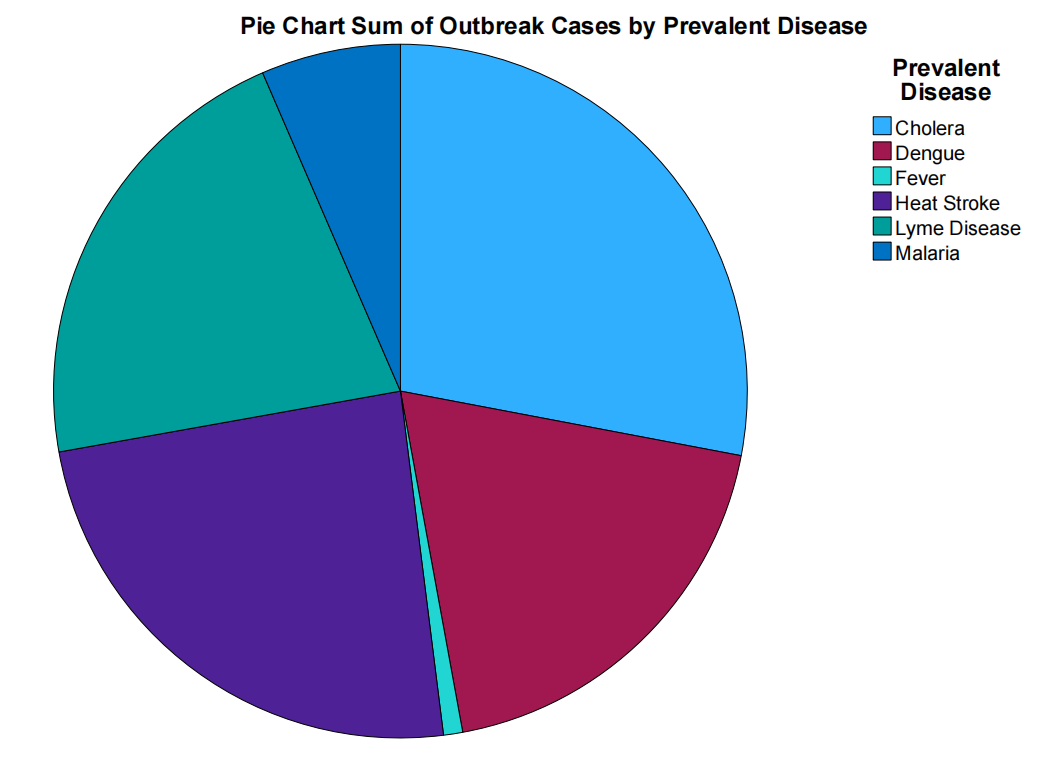 Pie Chart Sum of Outbreak Cases by Prevalent Disease
Prevalent
Disease
Cholera
Dengue
Fever
Heat Stroke
Lyme Disease
Malaria